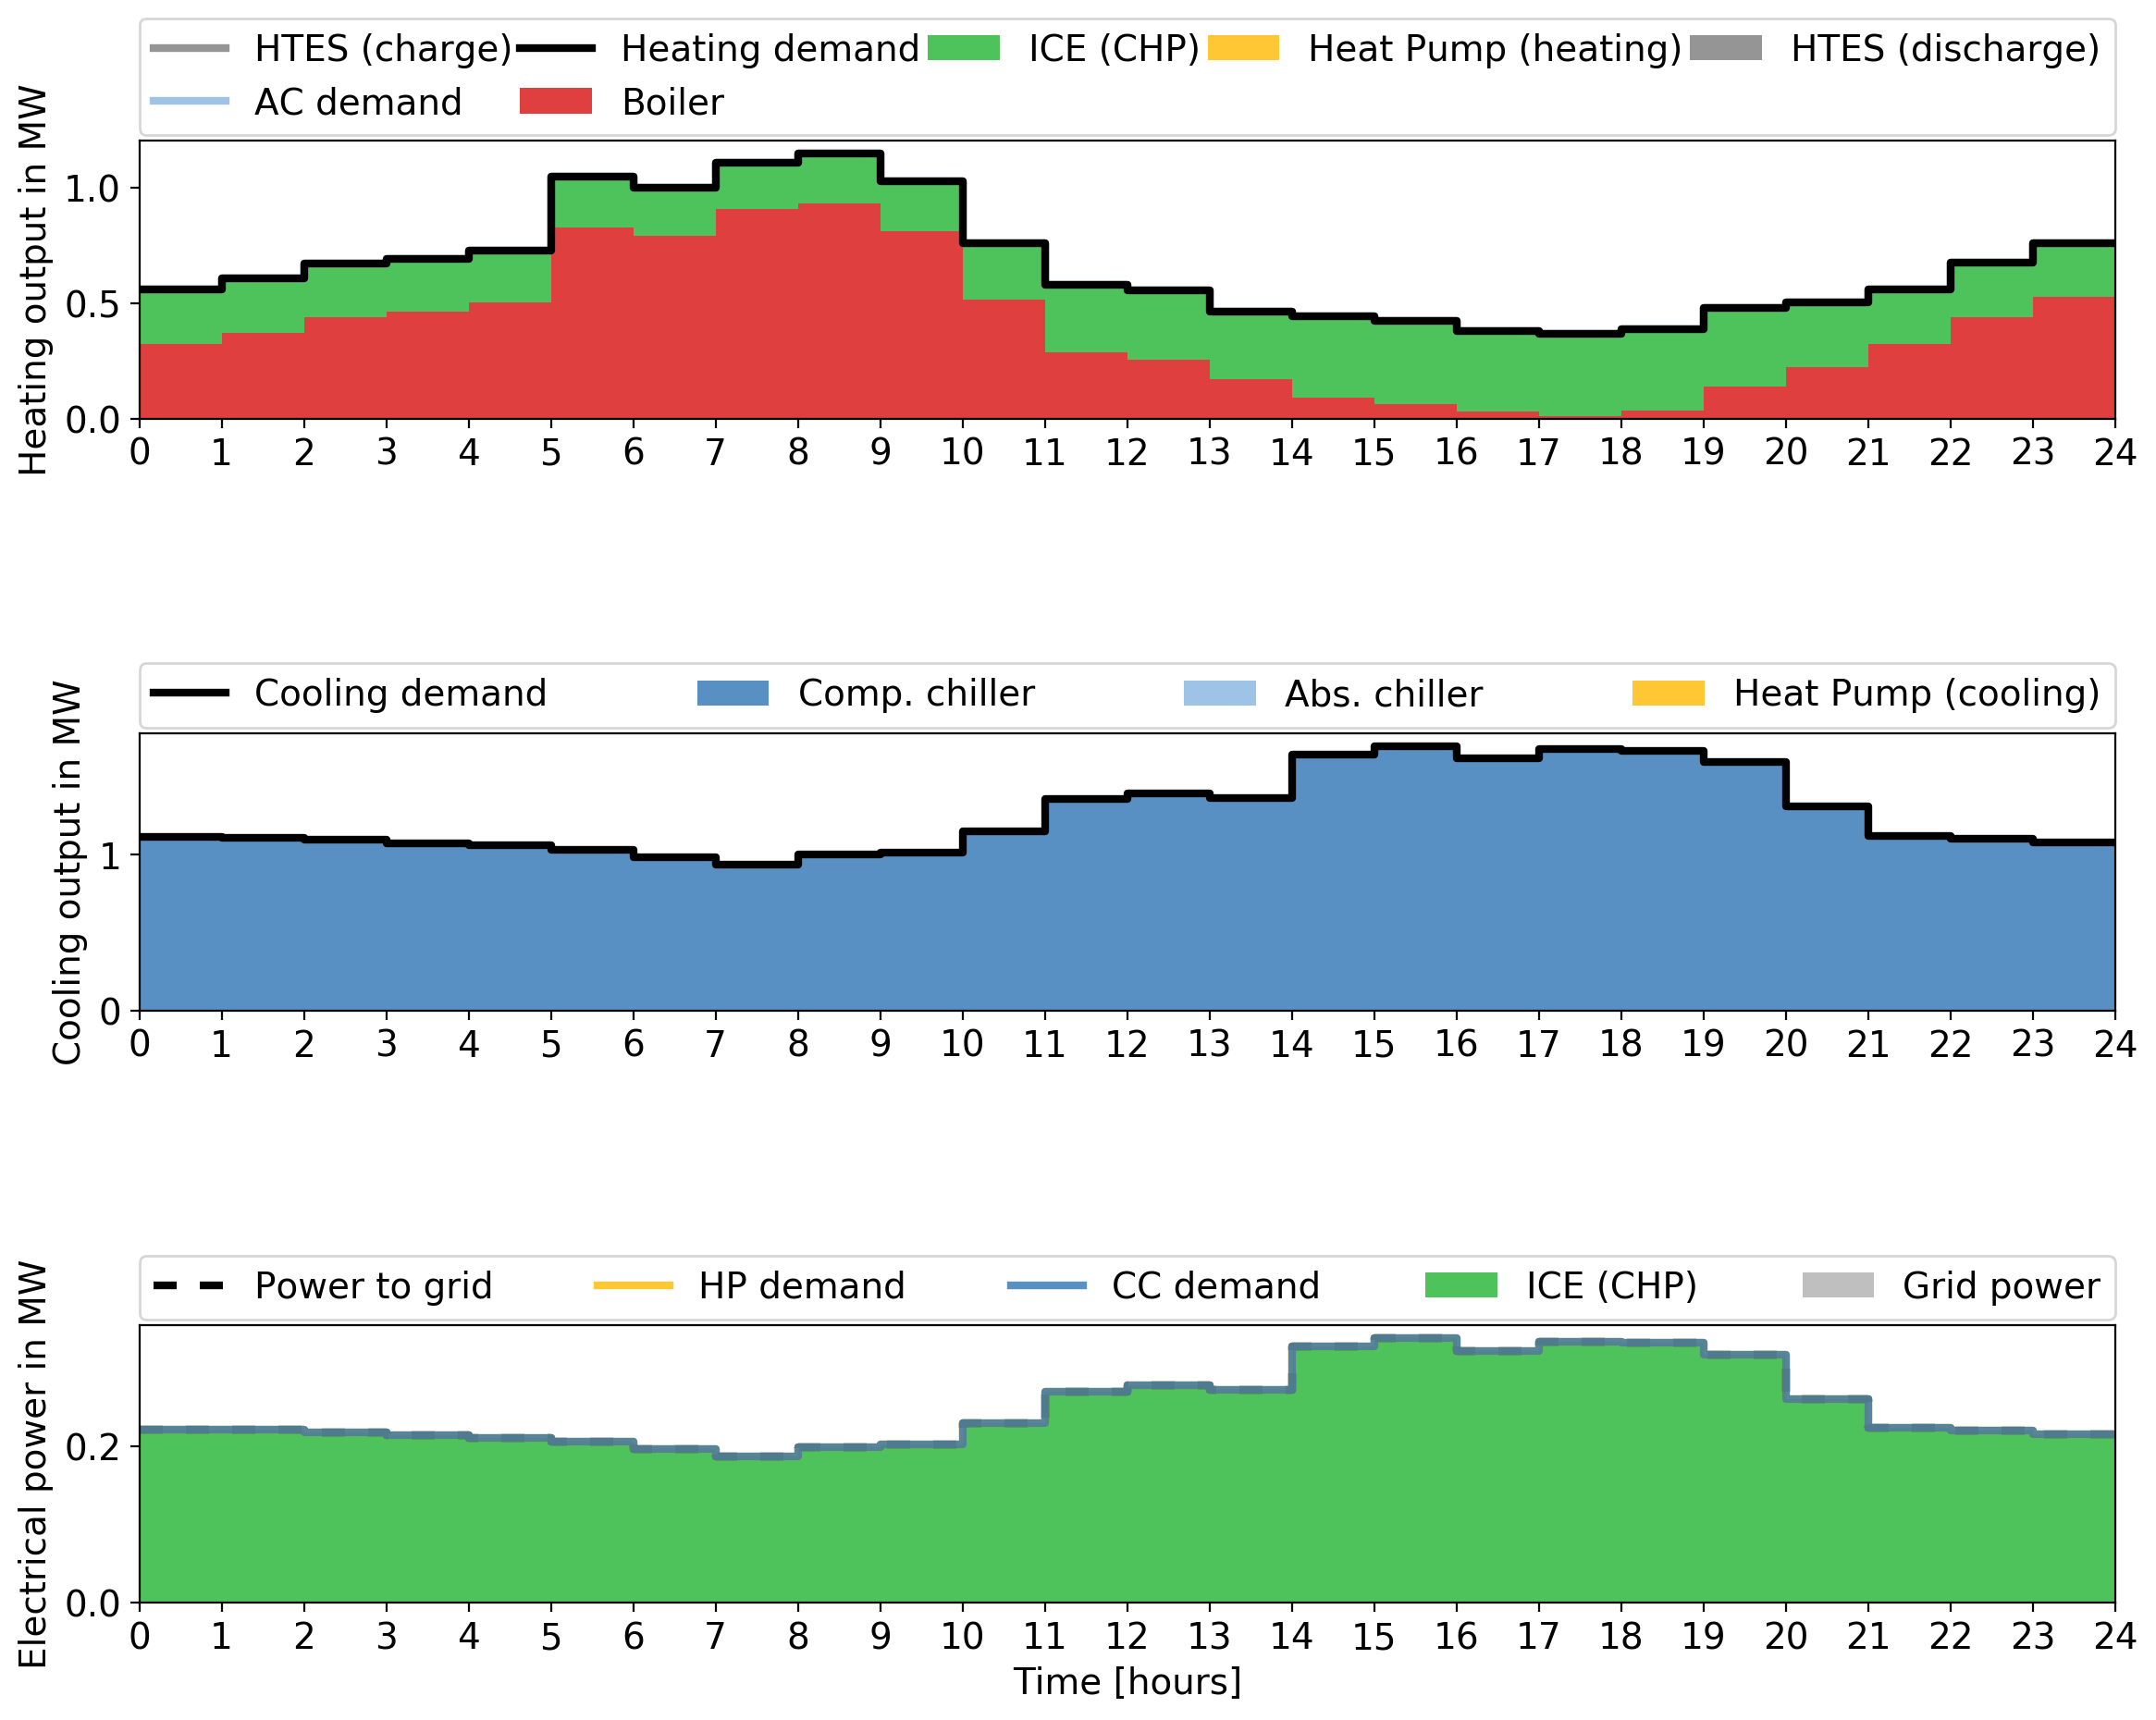 HTES (charge) Heating demand ICE (CHP) Heat Pump (heating) HTES (discharge)
AC demand Boiler
Heating output in MW
1.0
0.5
0.0
0 1 2 3 4 5 6 7 8 9 10 11 12 13 14 15 16 17 18 19 20 21 22 23 24
Cooling demand Comp. chiller Abs. chiller Heat Pump (cooling)
Cooling output in MW
1
0
0 1 2 3 4 5 6 7 8 9 10 11 12 13 14 15 16 17 18 19 20 21 22 23 24
Power to grid HP demand CC demand ICE (CHP) Grid power
Electrical power in MW
0.2
0.0
0 1 2 3 4 5 6 7 8 9 10 11 12 13 14 15 16 17 18 19 20 21 22 23 24
Time [hours]